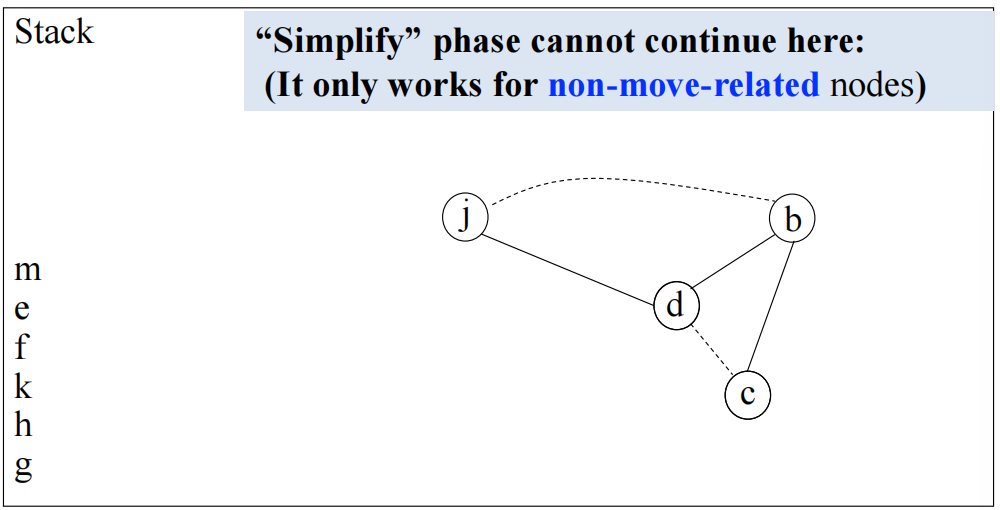 Stack
“Simplify” phase cannot continue here:
(It only works for non-move-related nodes)
j
b
d
c
m
e
f
k
h
g